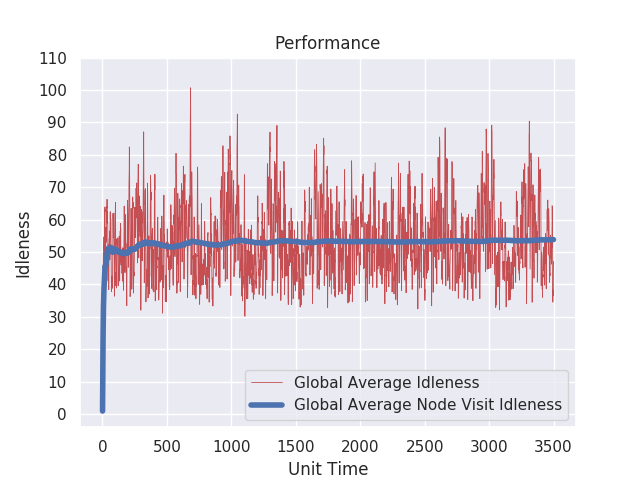 Performance
110
100
90
80
70
60
50
40
30
20
10
0
Idleness
0 500 1000 1500 2000 2500 3000 3500
Unit Time
Global Average Idleness
Global Average Node Visit Idleness